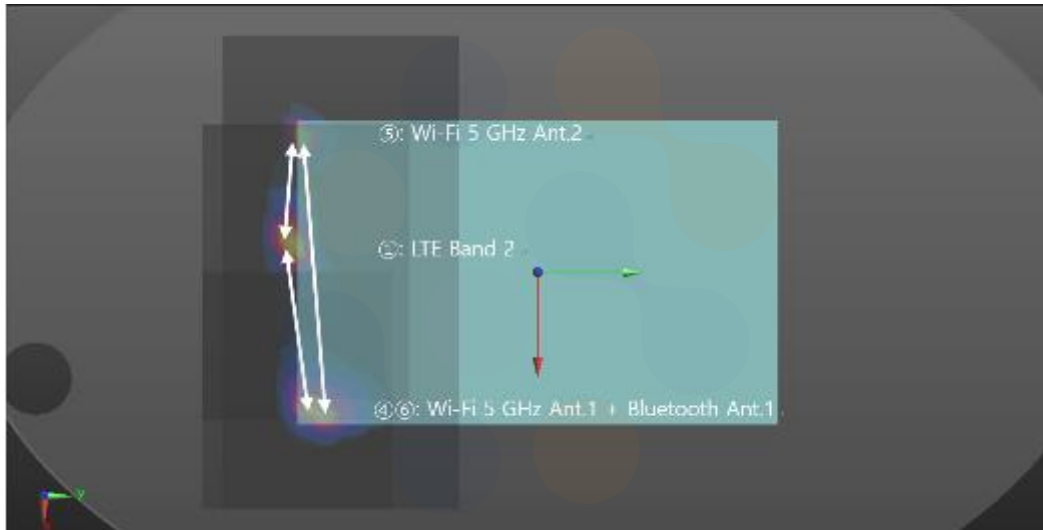 ⑤: Wi-Fi 5 GHz Ant.2
①: LTE Band 2
④⑥: Wi-Fi 5 GHz Ant.1 + Bluetooth Ant.1
y